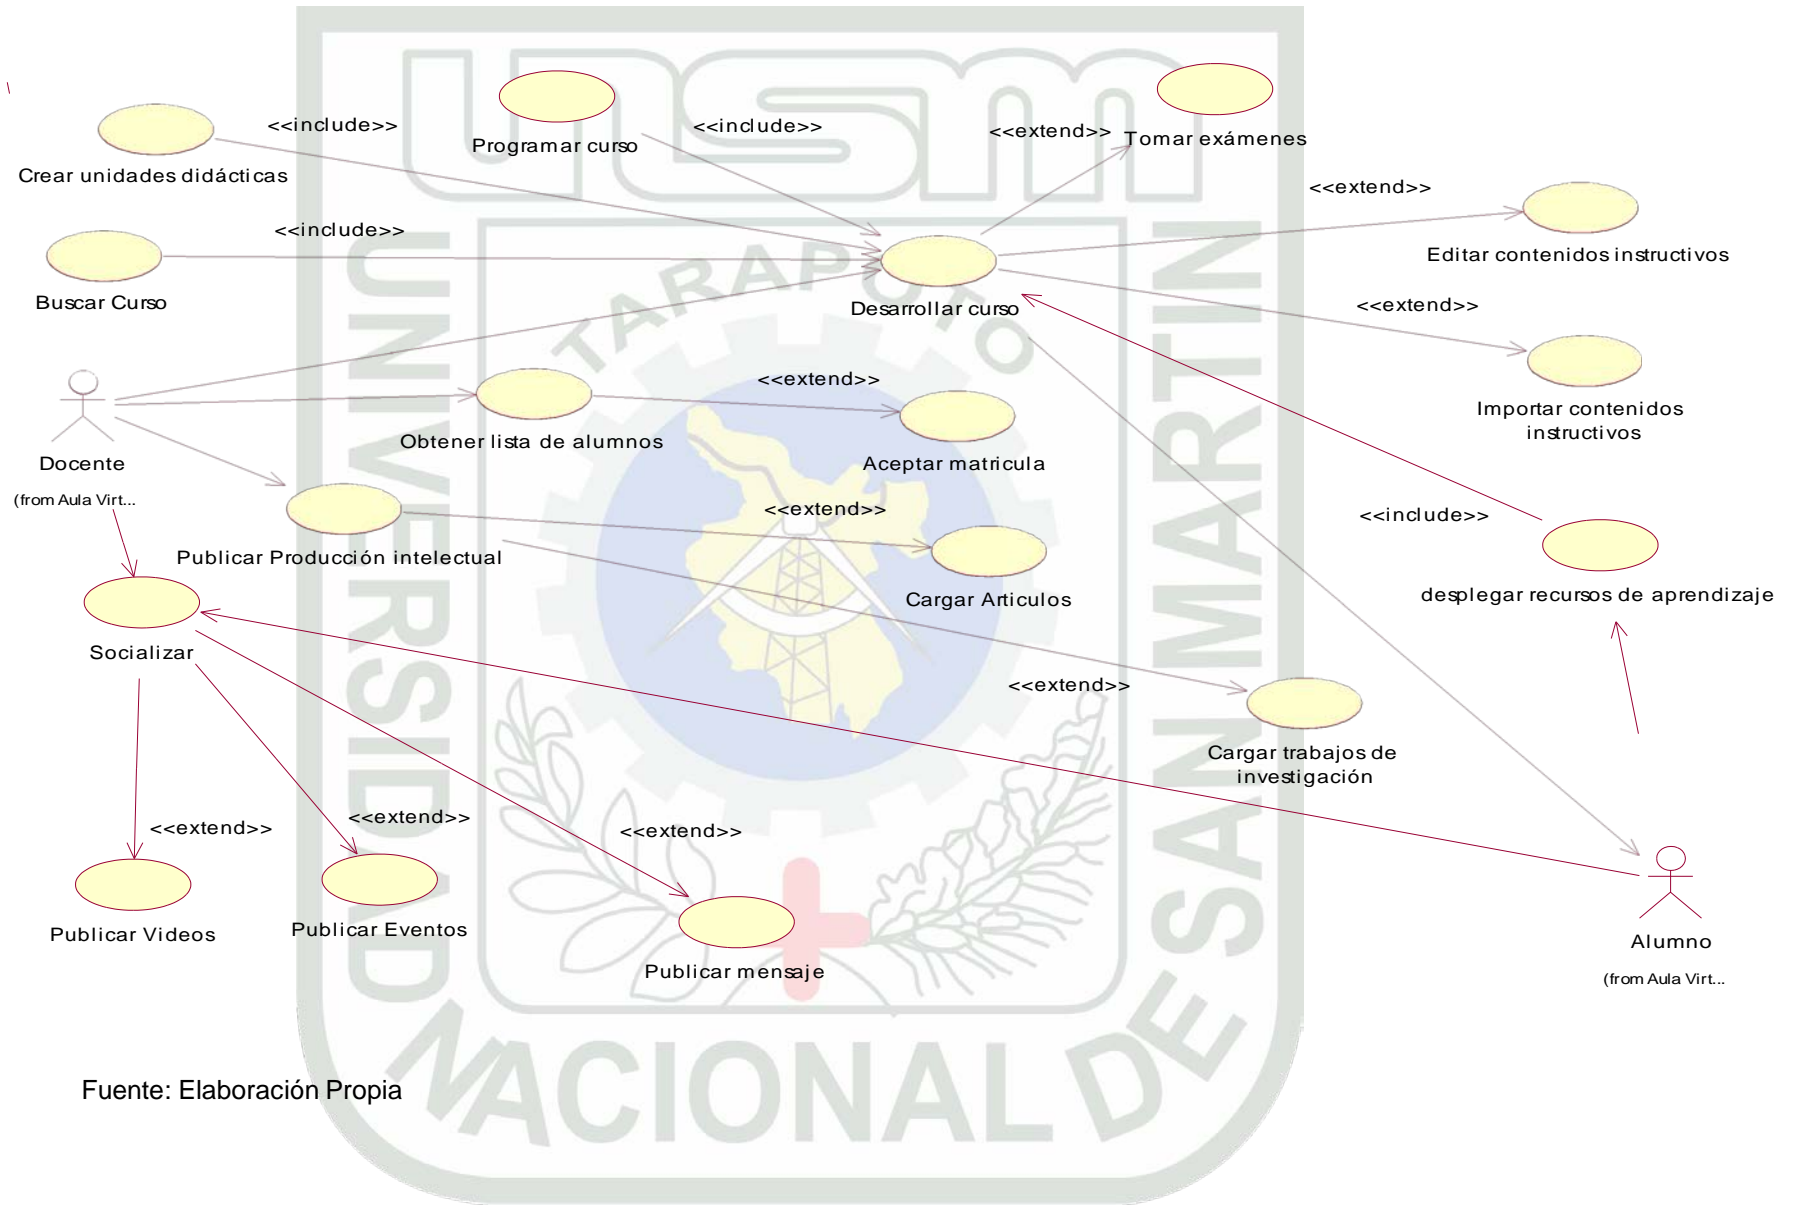 <<include>>
Programar curso
<<include>>
<<extend>>
Tomar exámenes
Crear unidades didácticas
<<include>>
<<extend>>
Editar contenidos instructivos
Buscar Curso
Desarrollar curso
<<extend>>
Importar contenidos
instructivos
Docente
(from Aula Virt...
Obtener lista de alumnos
<<extend>>
Aceptar matricula
Publicar Producción intelectual
<<extend>>
Cargar Articulos
<<include>>
desplegar recursos de aprendizaje
Socializar
<<extend>>
Cargar trabajos de
investigación
<<extend>>
<<extend>>
<<extend>>
Publicar Videos
Publicar Eventos
Publicar mensaje
Alumno
(from Aula Virt...
Fuente: Elaboración Propia
unsm
TARAPOTO
UNIVERSIDAD
NACIONAL DE
SAN MARTIN